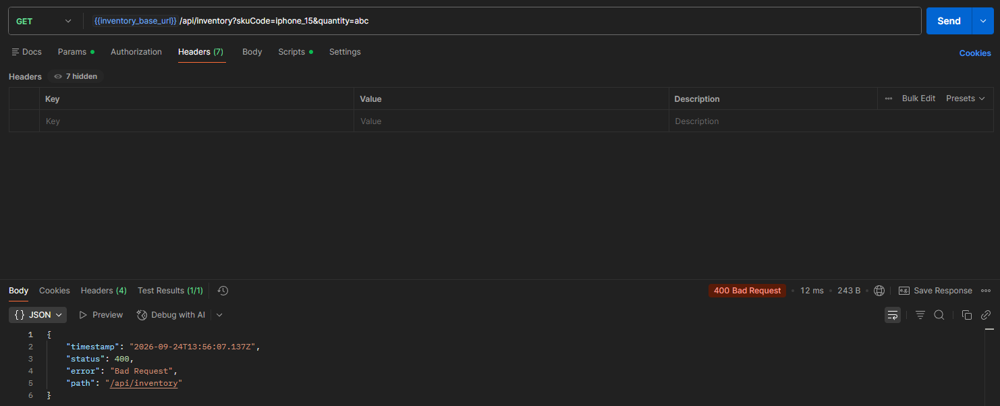 GET {{inventory_base_url}} /api/inventory?skuCode=iphone_15&quantity=abc Send
Docs Params Authorization Headers (7) Body Scripts Settings Cookies
Headers 7 hidden
Key Value Description Bulk Edit Presets
Key Value Description
Body Cookies Headers (4) Test Results (1/1) 400 Bad Request 12 ms 243 B e.g. Save Response
{} JSON Preview Debug with AI
1 {
2 "timestamp": "2026-09-24T13:56:07.137Z",
3 "status": 400,
4 "error": "Bad Request",
5 "path": "/api/inventory"
6 }